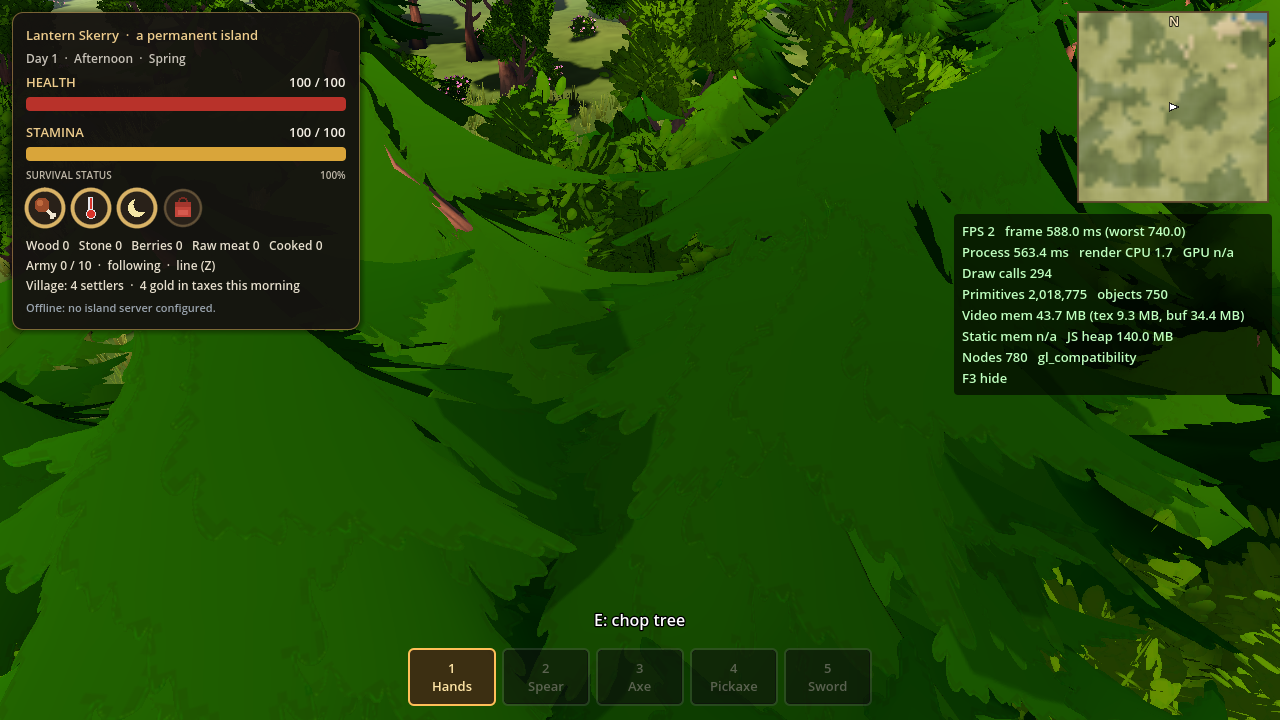 Lantern Skerry · a permanent island
Day 1 · Afternoon · Spring
HEALTH 100 / 100
STAMINA 100 / 100
SURVIVAL STATUS 100%
Wood 0 Stone 0 Berries 0 Raw meat 0 Cooked 0
Army 0 / 10 · following · line (Z)
Village: 4 settlers · 4 gold in taxes this morning
Offline: no island server configured.
N
FPS 2 frame 588.0 ms (worst 740.0)
Process 563.4 ms render CPU 1.7 GPU n/a
Draw calls 294
Primitives 2,018,775 objects 750
Video mem 43.7 MB (tex 9.3 MB, buf 34.4 MB)
Static mem n/a JS heap 140.0 MB
Nodes 780 gl_compatibility
F3 hide
E: chop tree
1 Hands
2 Spear
3 Axe
4 Pickaxe
5 Sword